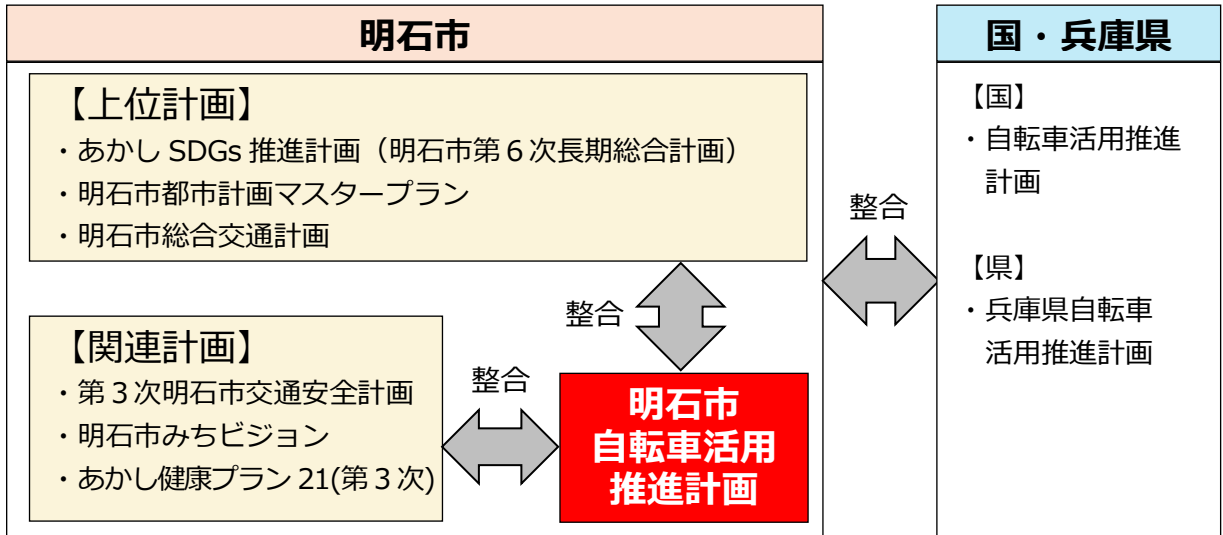 明石市
【上位計画】
・あかし SDGs 推進計画（明石市第６次長期総合計画）
・明石市都市計画マスタープラン
・明石市総合交通計画
整合
【関連計画】
・第３次明石市交通安全計画
・明石市みちビジョン
・あかし健康プラン 21(第３次)
整合
明石市
自転車活用
推進計画
整合
国・兵庫県
【国】
・自転車活用推進
計画
【県】
・兵庫県自転車
活用推進計画